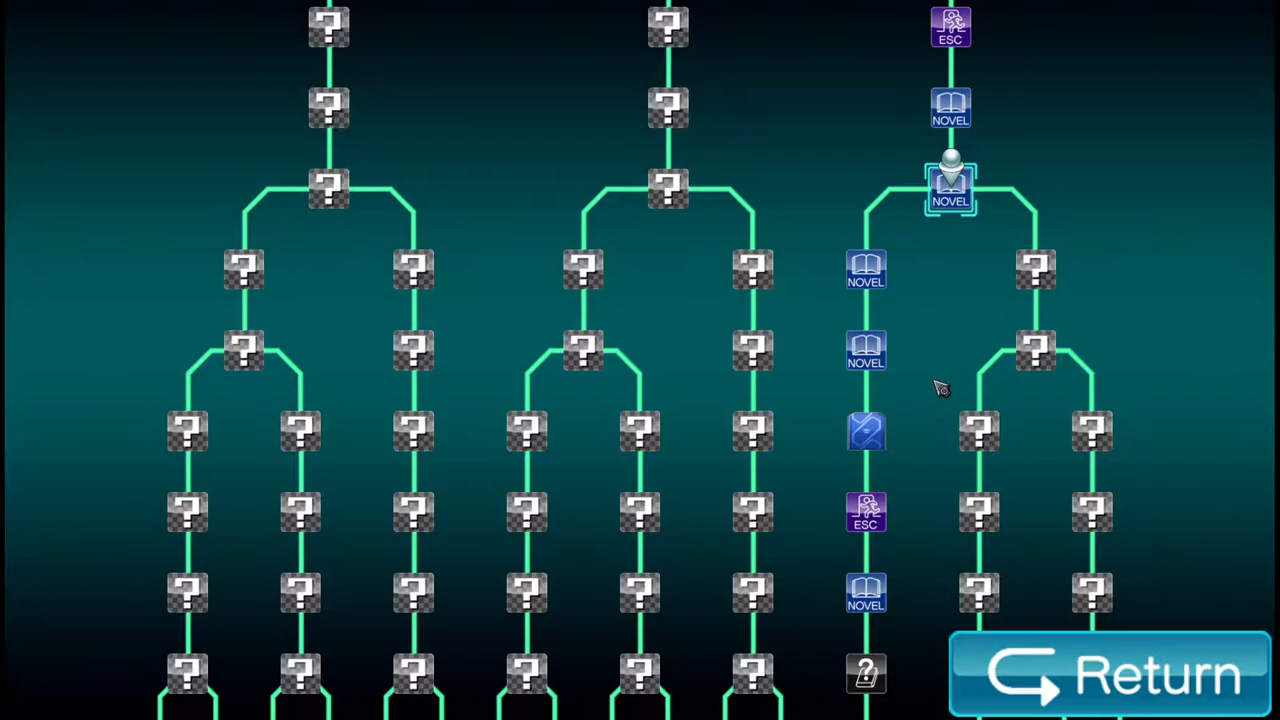 ? ? ESC
? ? NOVEL
? ? NOVEL
? ? ? ? NOVEL ?
? ? ? ? NOVEL ?
? ? ? ? ? ? ? ?
? ? ? ? ? ? ESC ? ?
? ? ? ? ? ? NOVEL ? ?
? ? ? ? ? ? ?
Return